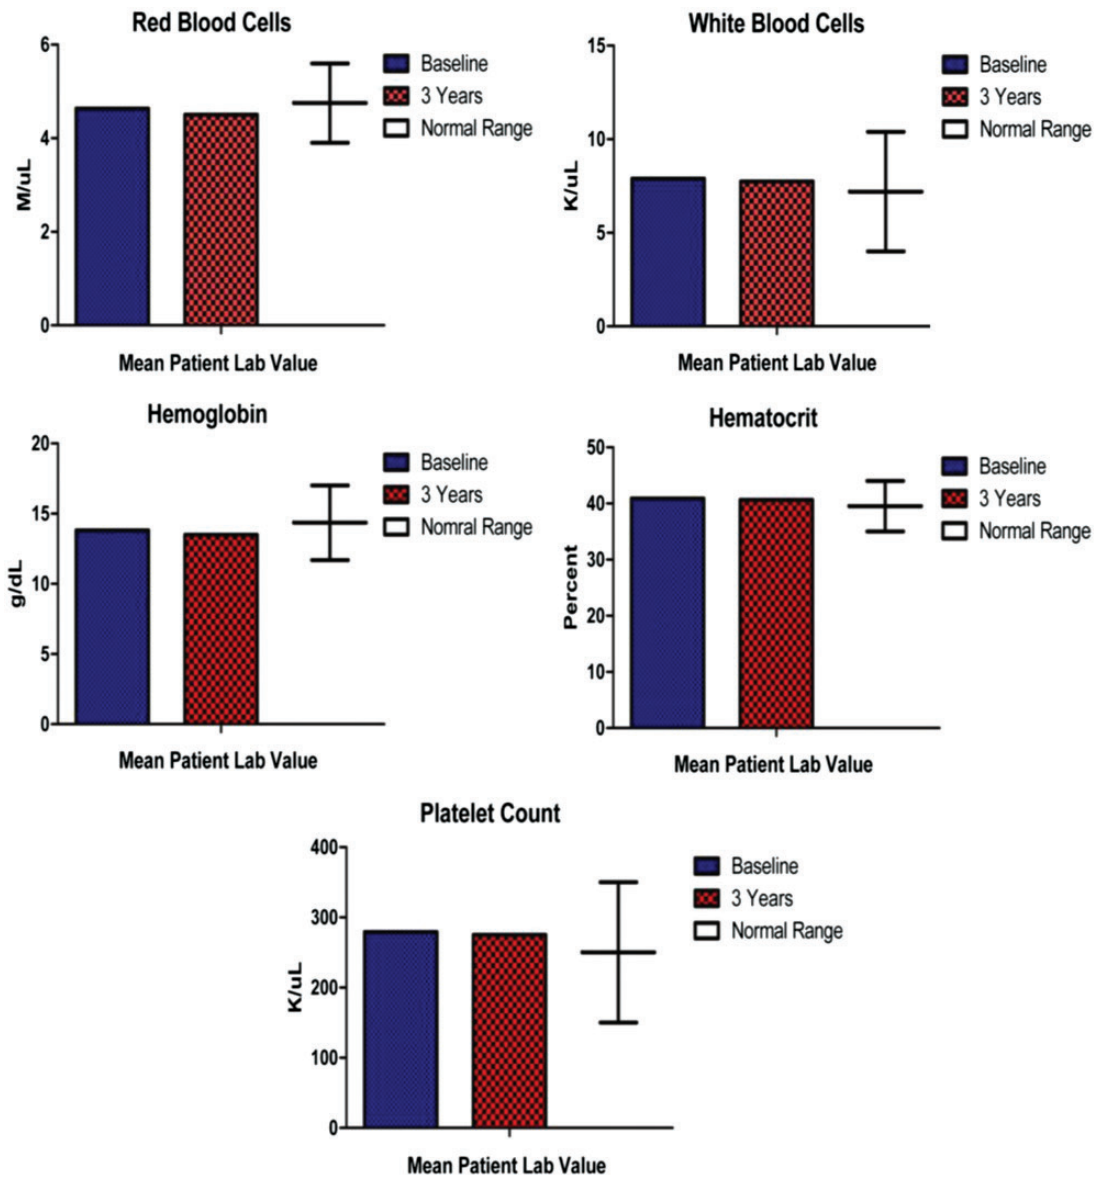 Red Blood Cells
6
4
2
0
M/uL
Baseline
3 Years
Normal Range
Mean Patient Lab Value
White Blood Cells
15
10
5
0
K/uL
Baseline
3 Years
Normal Range
Mean Patient Lab Value
Hemoglobin
20
15
10
5
0
g/dL
Baseline
3 Years
Nomral Range
Mean Patient Lab Value
Hematocrit
50
40
30
20
10
0
Percent
Baseline
3 Years
Normal Range
Mean Patient Lab Value
Platelet Count
400
300
200
100
0
K/uL
Baseline
3 Years
Normal Range
Mean Patient Lab Value